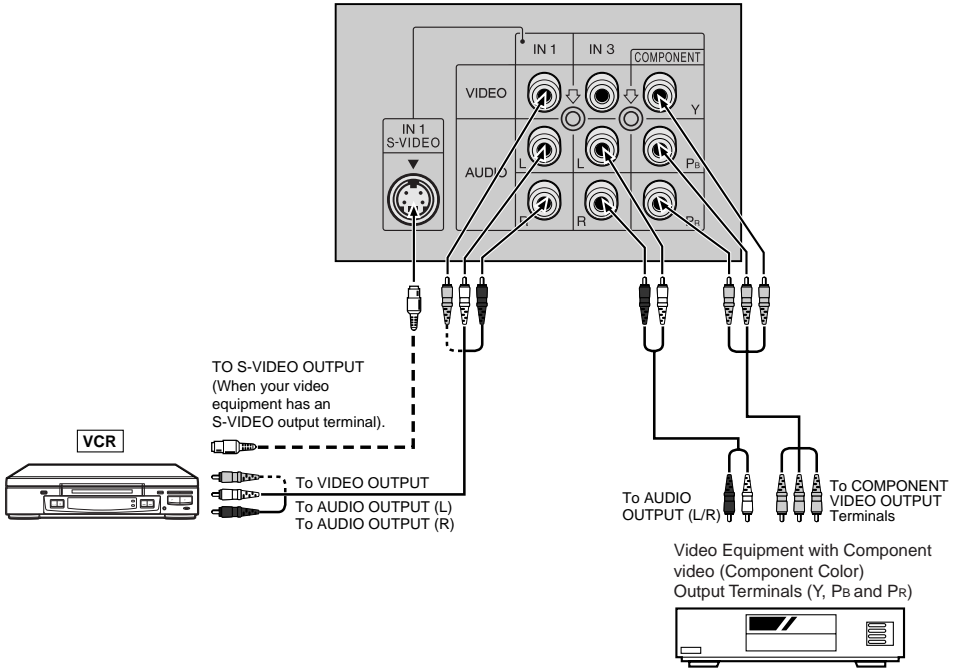 IN 1
IN 3
COMPONENT
VIDEO
Y
IN 1
S-VIDEO
AUDIO
L
L
PB
R
R
PR
TO S-VIDEO OUTPUT
(When your video
equipment has an
S-VIDEO output terminal).
VCR
To VIDEO OUTPUT
To AUDIO OUTPUT (L)
To AUDIO OUTPUT (R)
To AUDIO
OUTPUT (L/R)
To COMPONENT
VIDEO OUTPUT
Terminals
Video Equipment with Component
video (Component Color)
Output Terminals (Y, PB and PR)